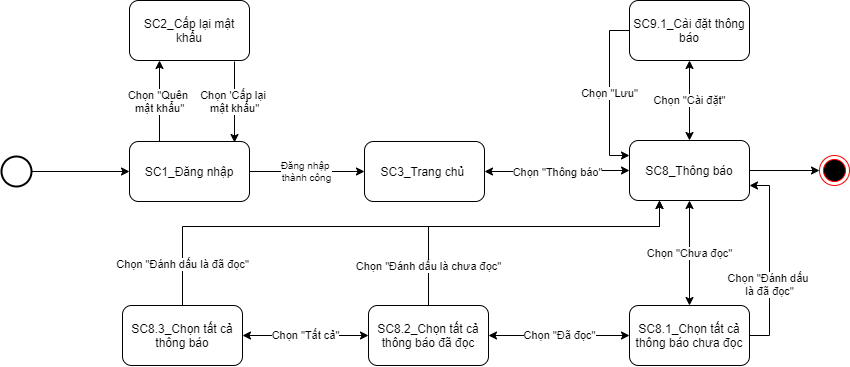 SC2_Cấp lại mật
khẩu
SC9.1_Cài đặt thông
báo
Chọn "Quên
mật khẩu"
Chọn 'Cấp lại
mật khẩu"
Chọn "Lưu"
Chọn "Cài đặt"
SC1_Đăng nhập
Đăng nhập
thành công
SC3_Trang chủ
Chọn "Thông báo"
SC8_Thông báo
Chọn "Đánh dấu là đã đọc"
Chọn "Đánh dấu là chưa đọc"
Chọn "Chưa đọc"
Chọn "Đánh dấu
là đã đọc"
SC8.3_Chọn tất cả
thông báo
Chọn "Tất cả"
SC8.2_Chọn tất cả
thông báo đã đọc
Chọn "Đã đọc"
SC8.1_Chọn tất cả
thông báo chưa đọc